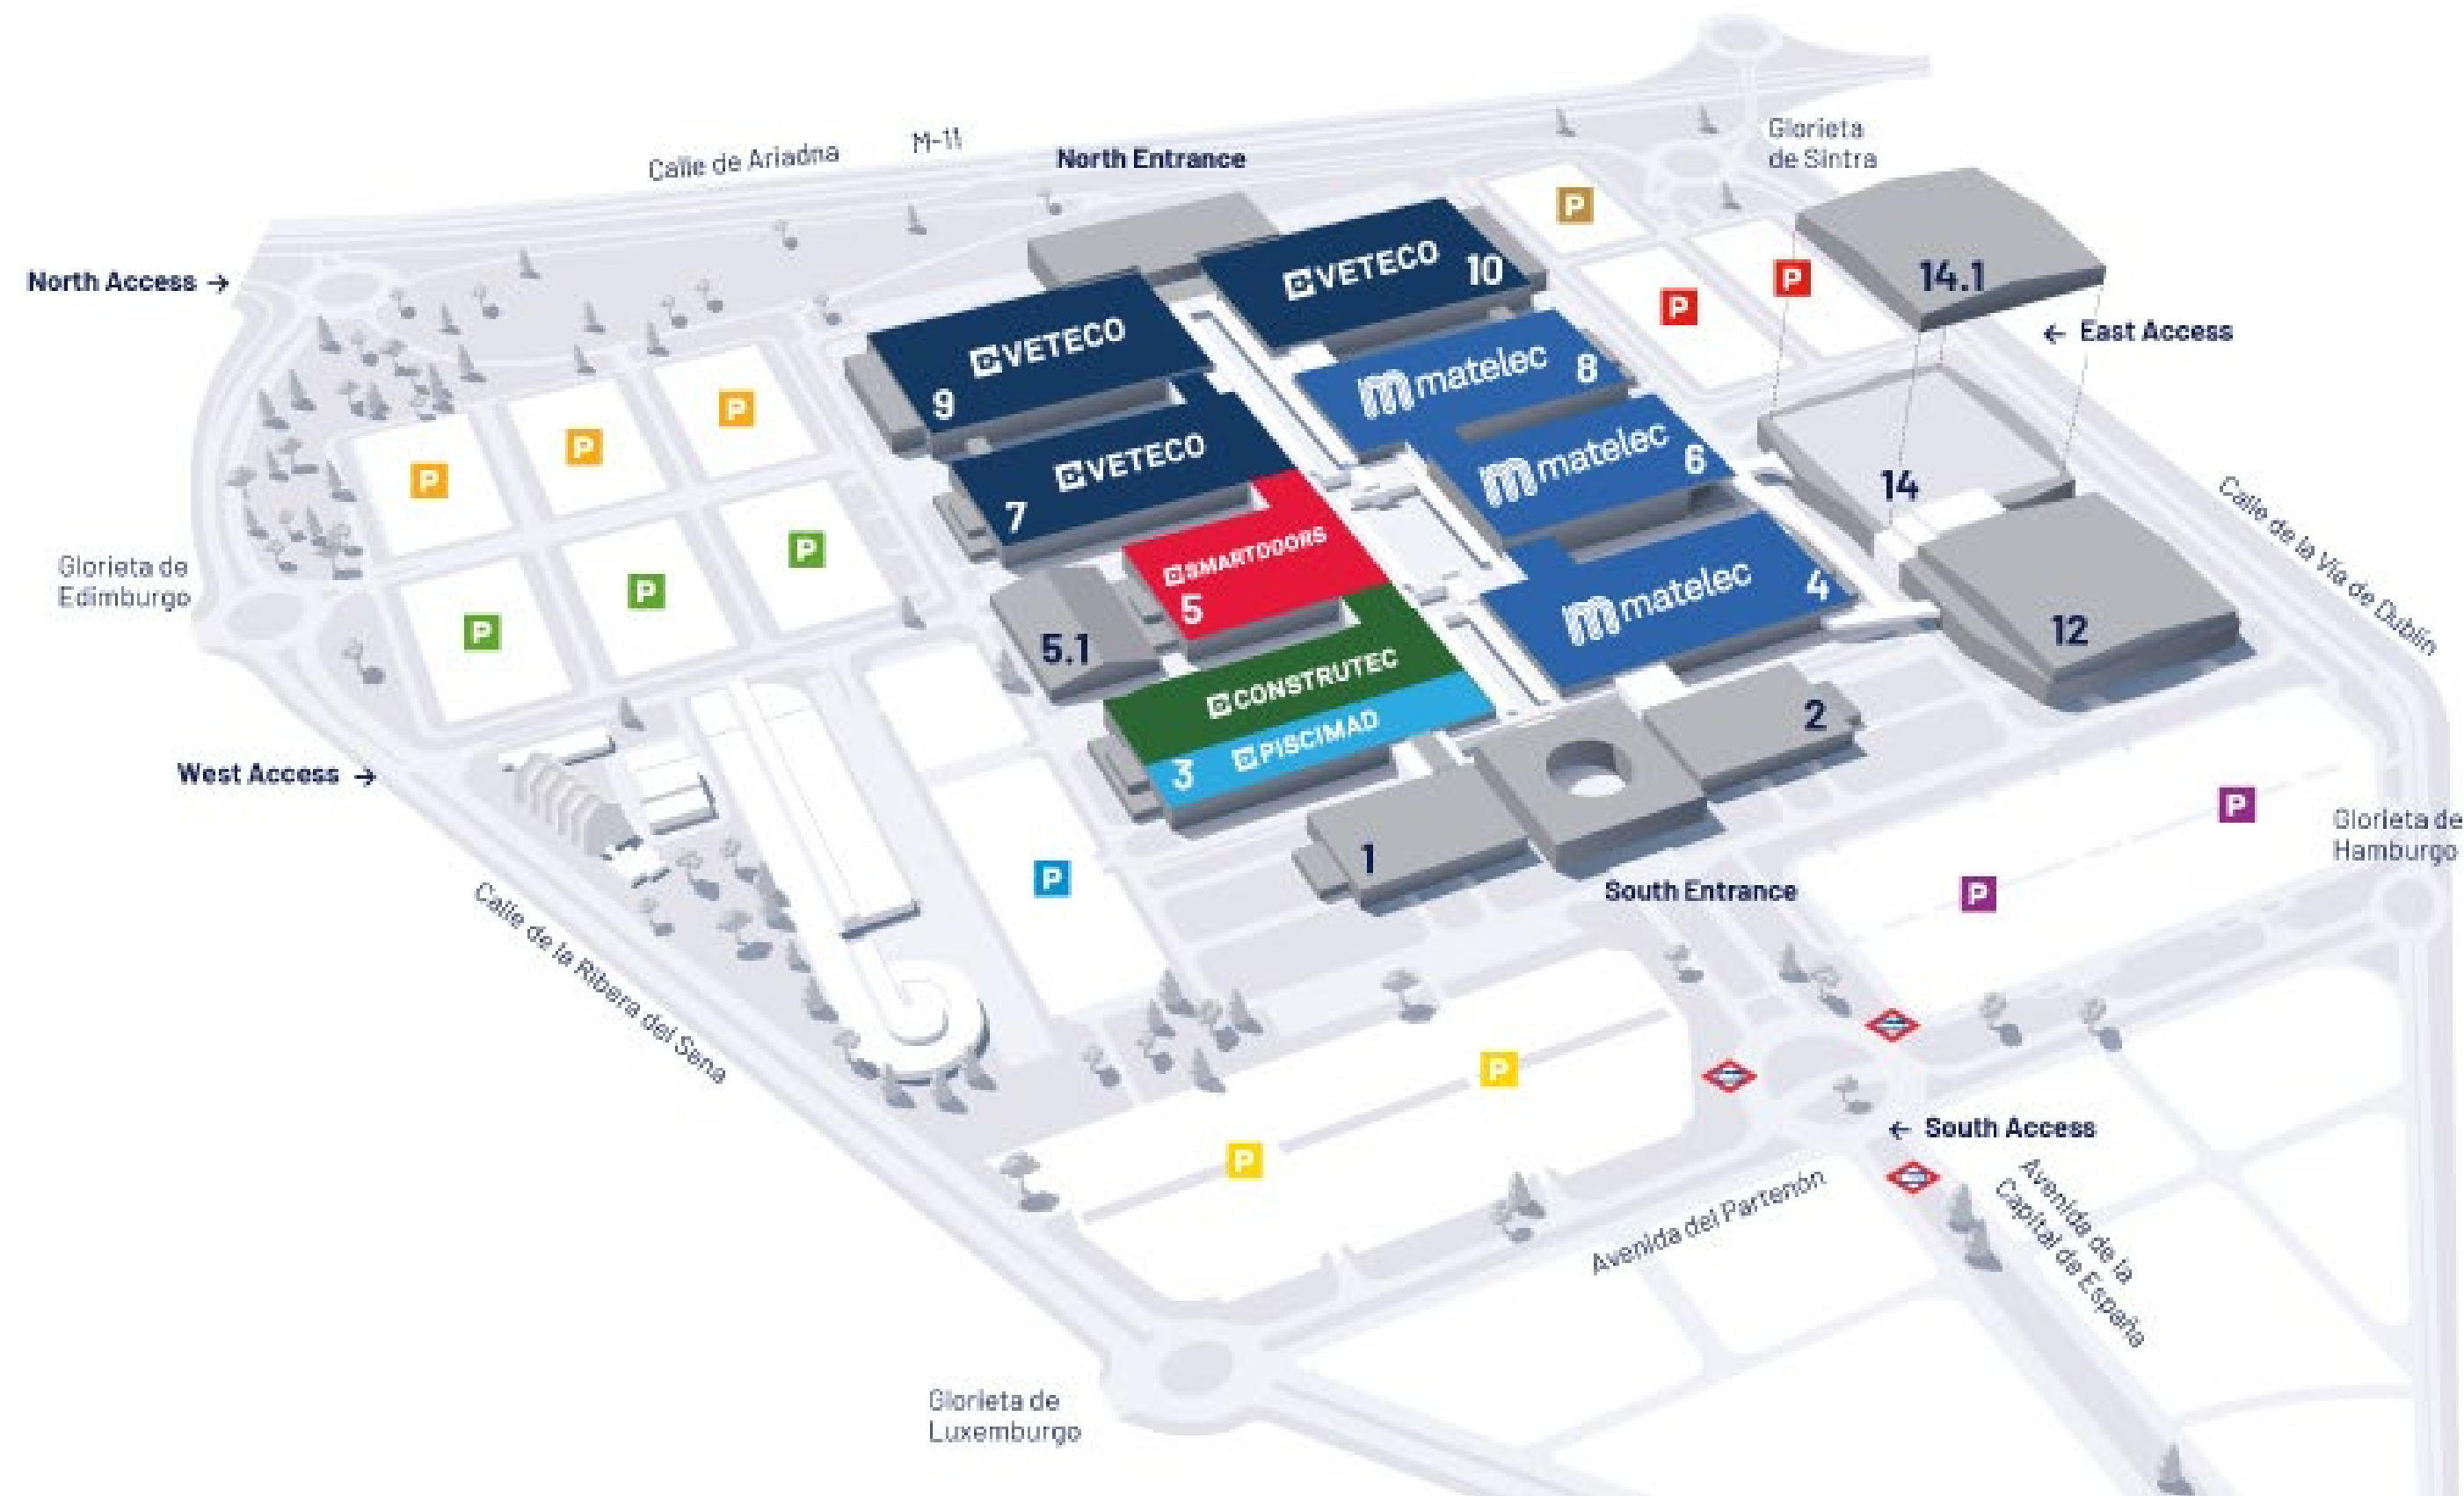 Calle de Ariadna
M-11
North Entrance
Glorieta
de Sintra
P
North Access →
VETECO
10
14.1
P
P
← East Access
VETECO
9
matelec
8
P
P
P
VETECO
7
matelec
6
14
Calle de la Vía de Dublín
SMARTDOORS
5
P
P
P
Glorieta de
Edimburgo
matelec
4
5.1
12
CONSTRUTEC
PISCIMAD
3
2
West Access →
1
P
Glorieta de
Hamburgo
P
P
South Entrance
Calle de la Ribera del Sena
P
P
← South Access
Avenida del Partenón
Avenida de la
Capital de España
Glorieta de
Luxemburgo